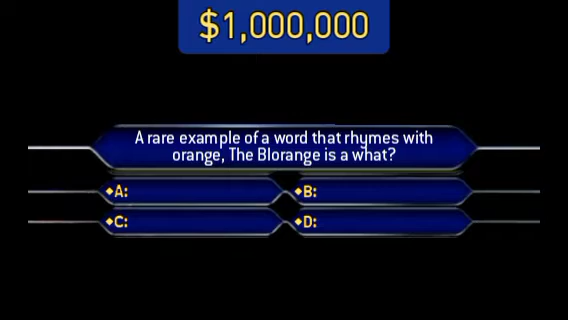 $1,000,000
A rare example of a word that rhymes with
orange, The Blorange is a what?
A:
B:
C:
D: